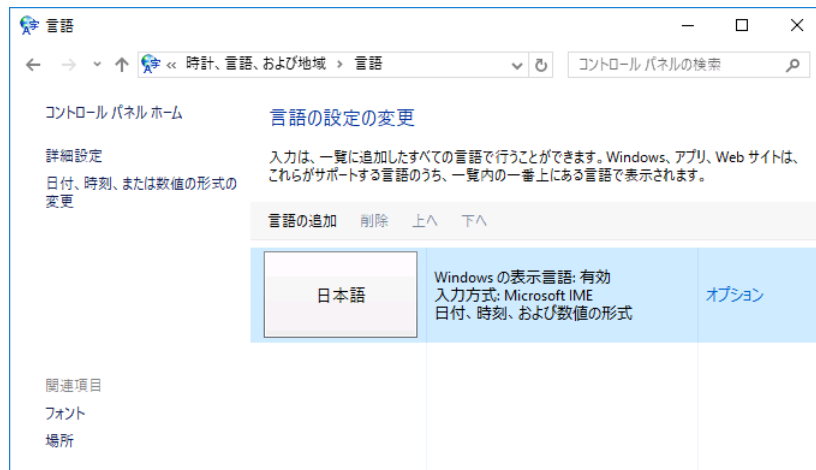 言語
« 時計、言語、および地域 › 言語
コントロール パネルの検索
コントロール パネル ホーム
詳細設定
日付、時刻、または数値の形式の
変更
言語の設定の変更
入力は、一覧に追加したすべての言語で行うことができます。Windows、アプリ、Web サイトは、
これらがサポートする言語のうち、一覧内の一番上にある言語で表示されます。
言語の追加 削除 上へ 下へ
日本語
Windows の表示言語: 有効
入力方式: Microsoft IME
日付、時刻、および数値の形式
オプション
関連項目
フォント
場所